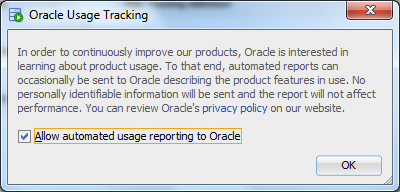 Oracle Usage Tracking
In order to continuously improve our products, Oracle is interested in
learning about product usage. To that end, automated reports can
occasionally be sent to Oracle describing the product features in use. No
personally identifiable information will be sent and the report will not affect
performance. You can review Oracle's privacy policy on our website.
Allow automated usage reporting to Oracle
OK